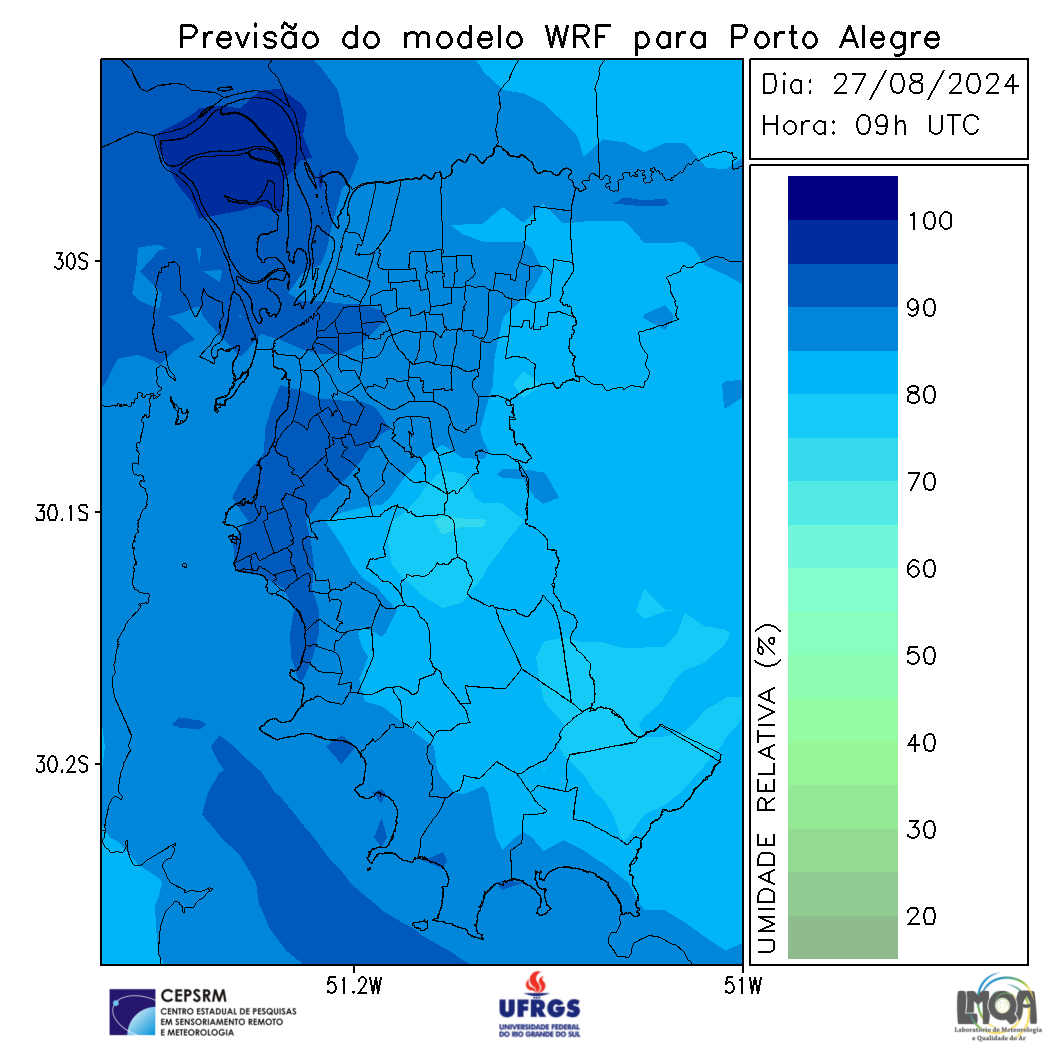 Previsão do modelo WRF para Porto Alegre
Dia: 27/08/2024
Hora: 09h UTC
100
90
80
70
60
50
40
30
20
UMIDADE RELATIVA (%)
30S
30.1S
30.2S
51.2W
51W
CEPSRM
CENTRO ESTADUAL DE PESQUISAS
EM SENSORIAMENTO REMOTO
E METEOROLOGIA
UFRGS
UNIVERSIDADE FEDERAL
DO RIO GRANDE DO SUL
LMQA
Laboratório de Meteorologia
e Qualidade do Ar